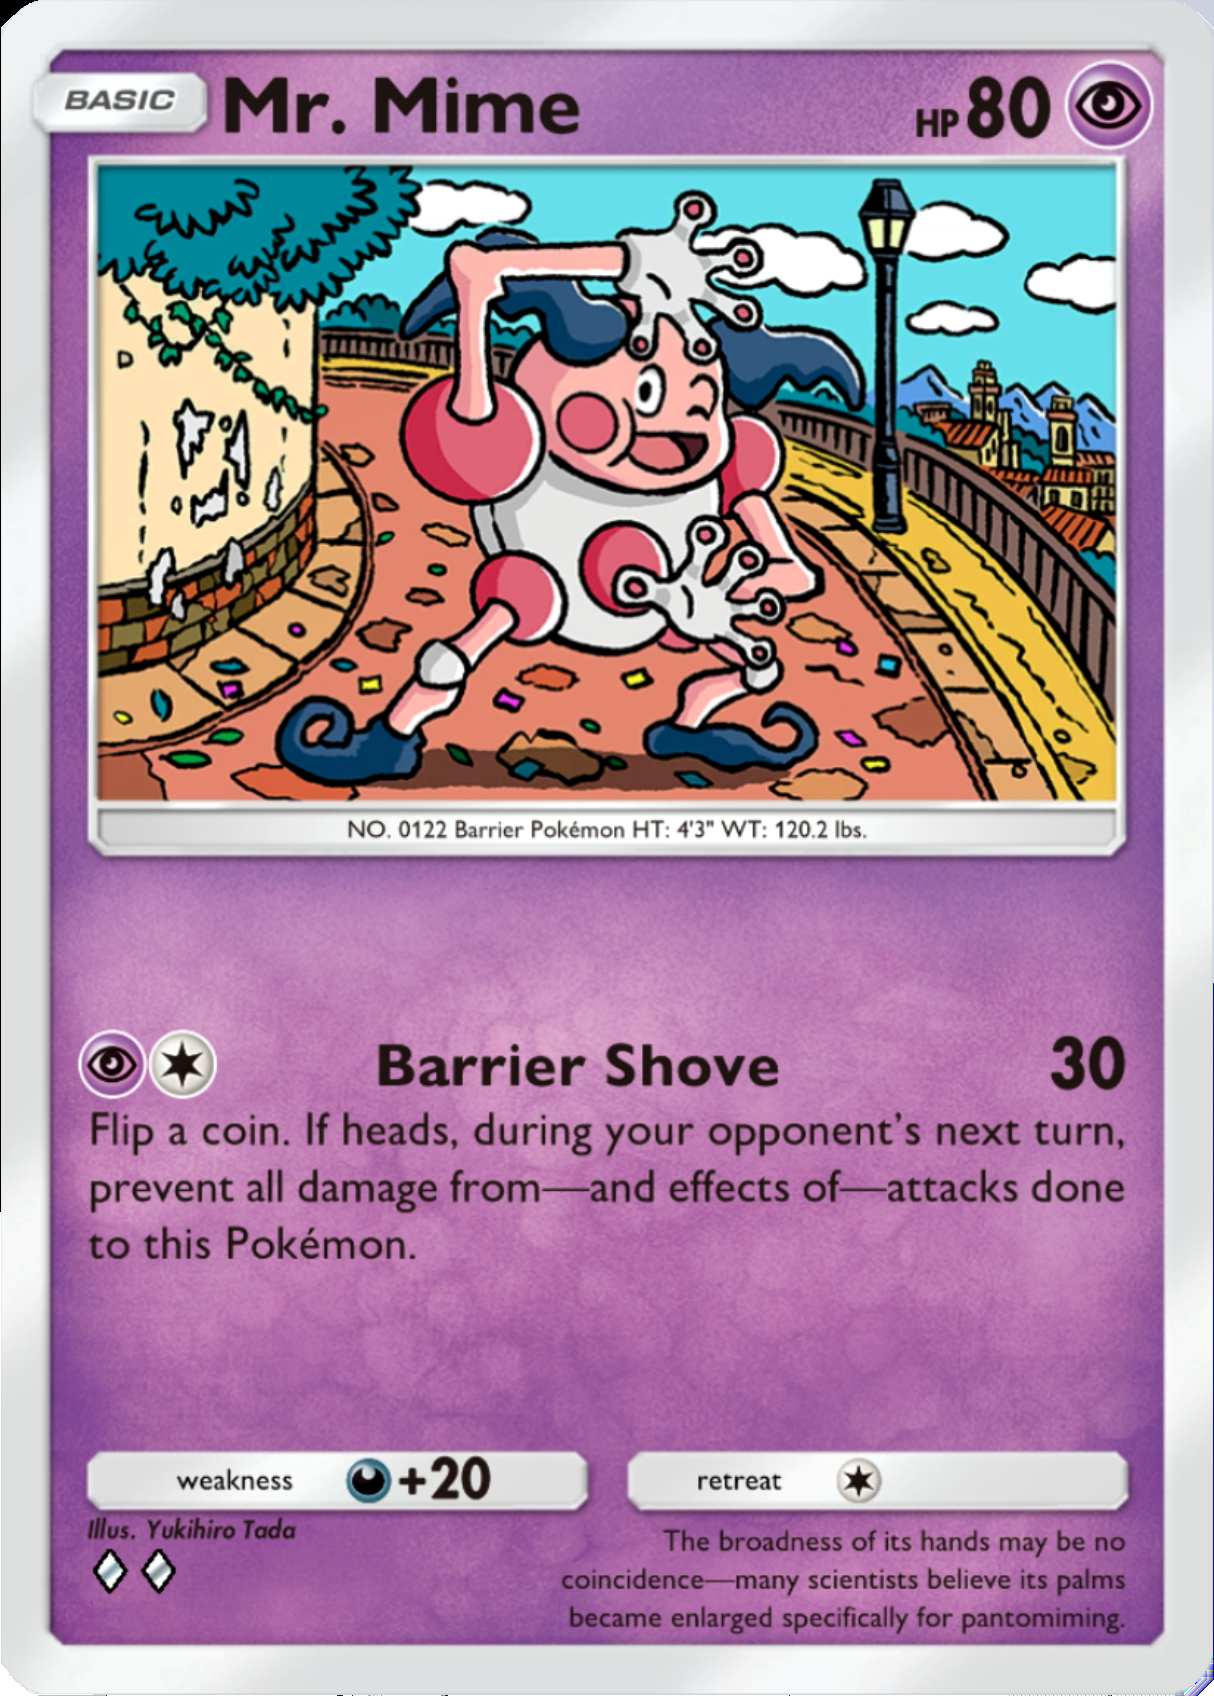 BASIC Mr. Mime HP 80
NO. 0122 Barrier Pokémon HT: 4'3" WT: 120.2 lbs.
Barrier Shove 30
Flip a coin. If heads, during your opponent’s next turn,
prevent all damage from—and effects of—attacks done
to this Pokémon.
weakness +20 retreat
Illus. Yukihiro Tada
The broadness of its hands may be no
coincidence—many scientists believe its palms
became enlarged specifically for pantomiming.